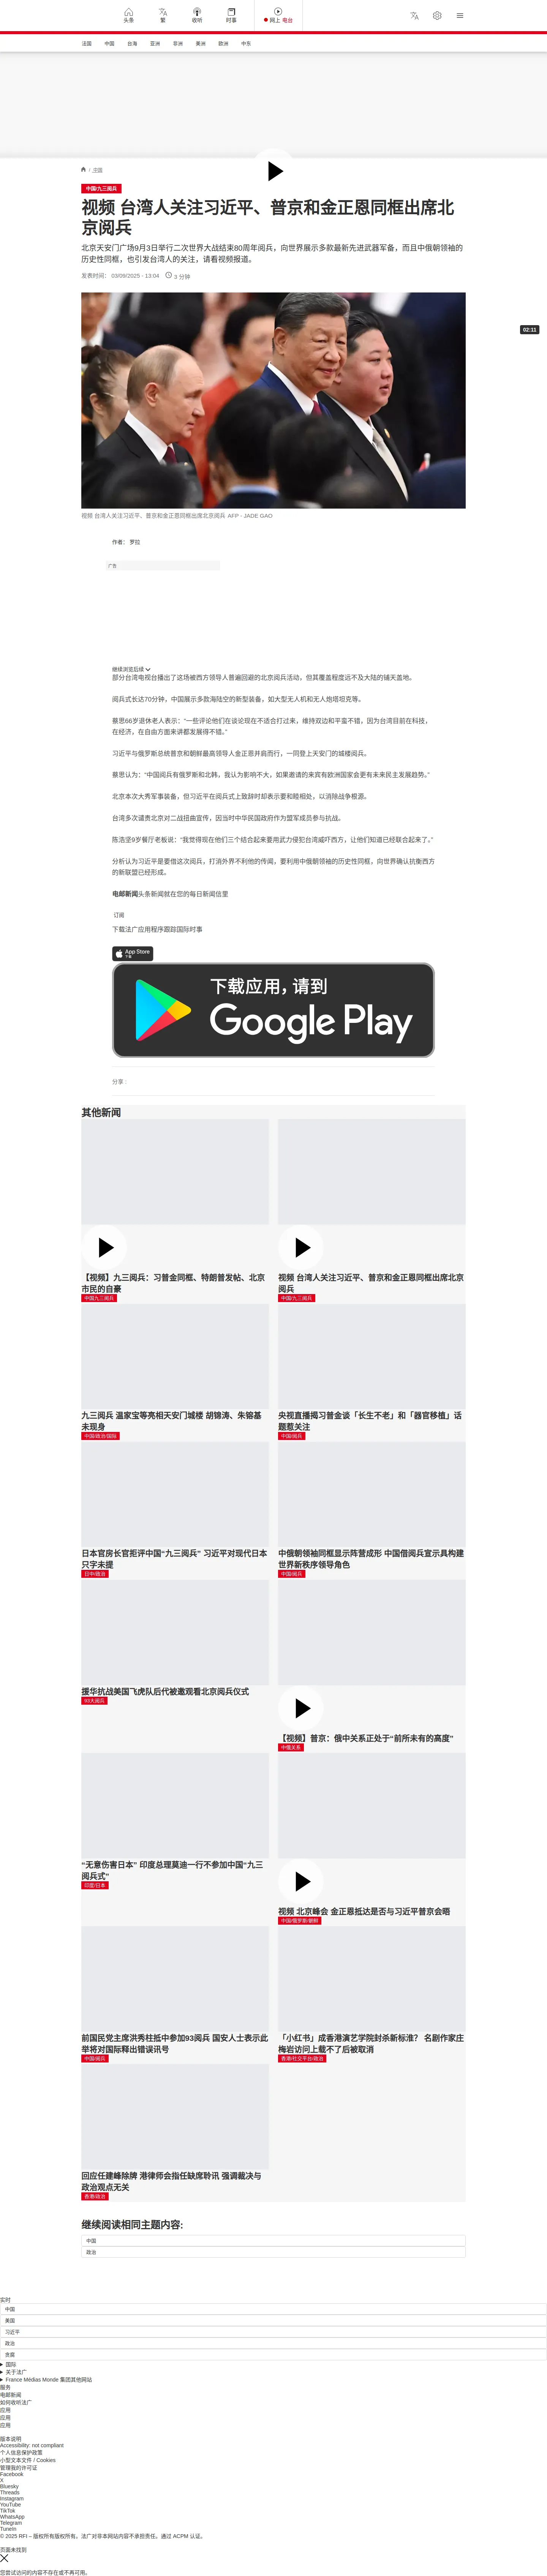 头条
繁
收听
时事
网上 电台
法国
中国
台海
亚洲
非洲
美洲
欧洲
中东
/ 中国
中国/九三阅兵
视频 台湾人关注习近平、普京和金正恩同框出席北
京阅兵
北京天安门广场9月3日举行二次世界大战结束80周年阅兵，向世界展示多款最新先进武器军备，而且中俄朝领袖的
历史性同框，也引发台湾人的关注，请看视频报道。
发表时间： 03/09/2025 - 13:04
3 分钟
02:11
视频 台湾人关注习近平、普京和金正恩同框出席北京阅兵 AFP - JADE GAO
作者： 罗拉
广告
继续浏览后续
部分台湾电视台播出了这场被西方领导人普遍回避的北京阅兵活动，但其覆盖程度远不及大陆的铺天盖地。
阅兵式长达70分钟，中国展示多款海陆空的新型装备，如大型无人机和无人炮塔坦克等。
蔡思66岁退休老人表示：“一些评论他们在谈论现在不适合打过来，维持双边和平蛮不错，因为台湾目前在科技，
在经济，在自由方面来讲都发展得不错。”
习近平与俄罗斯总统普京和朝鲜最高领导人金正恩并肩而行，一同登上天安门的城楼阅兵。
蔡思认为：“中国阅兵有俄罗斯和北韩，我认为影响不大，如果邀请的来宾有欧洲国家会更有未来民主发展趋势。”
北京本次大秀军事装备，但习近平在阅兵式上致辞时却表示要和睦相处，以消除战争根源。
台湾多次谴责北京对二战扭曲宣传，因当时中华民国政府作为盟军成员参与抗战。
陈浩坚9岁餐厅老板说：“我觉得现在他们三个结合起来要用武力侵犯台湾威吓西方，让他们知道已经联合起来了。”
分析认为习近平是要借这次阅兵，打消外界不利他的传闻，要利用中俄朝领袖的历史性同框，向世界确认抗衡西方
的新联盟已经形成。
电邮新闻头条新闻就在您的每日新闻信里
订阅
下载法广应用程序跟踪国际时事
App Store
下载
下载应用，请到
Google Play
分享 :
其他新闻
【视频】九三阅兵：习普金同框、特朗普发帖、北京
市民的自豪
中国九三阅兵
视频 台湾人关注习近平、普京和金正恩同框出席北京
阅兵
中国/九三阅兵
九三阅兵 温家宝等亮相天安门城楼 胡锦涛、朱镕基
未现身
中国/政治/国际
央视直播揭习普金谈「长生不老」和「器官移植」话
题惹关注
中国/阅兵
日本官房长官拒评中国“九三阅兵” 习近平对现代日本
只字未提
日中/政治
中俄朝领袖同框显示阵营成形 中国借阅兵宣示具构建
世界新秩序领导角色
中国/阅兵
援华抗战美国飞虎队后代被邀观看北京阅兵仪式
93大阅兵
【视频】普京：俄中关系正处于“前所未有的高度”
中俄关系
“无意伤害日本” 印度总理莫迪一行不参加中国“九三
阅兵式”
印度/日本
视频 北京峰会 金正恩抵达是否与习近平普京会晤
中国/俄罗斯/朝鲜
前国民党主席洪秀柱抵中参加93阅兵 国安人士表示此
举将对国际释出错误讯号
中国/阅兵
「小红书」成香港演艺学院封杀新标准？ 名剧作家庄
梅岩访问上载不了后被取消
香港/社交平台/政治
回应任建峰除牌 港律师会指任缺席聆讯 强调裁决与
政治观点无关
香港/政治
继续阅读相同主题内容:
中国
政治
实时
中国
美国
习近平
政治
贪腐
国际
关于法广
France Médias Monde 集团其他网站
服务
电邮新闻
如何收听法广
应用
应用
应用
版本说明
Accessibility: not compliant
个人信息保护政策
小型文本文件 / Cookies
管理我的许可证
Facebook
X
Bluesky
Threads
Instagram
YouTube
TikTok
WhatsApp
Telegram
TuneIn
© 2025 RFI – 版权所有版权所有。法广对非本网站内容不承担责任。通过 ACPM 认证。
页面未找到
您尝试访问的内容不存在或不再可用。